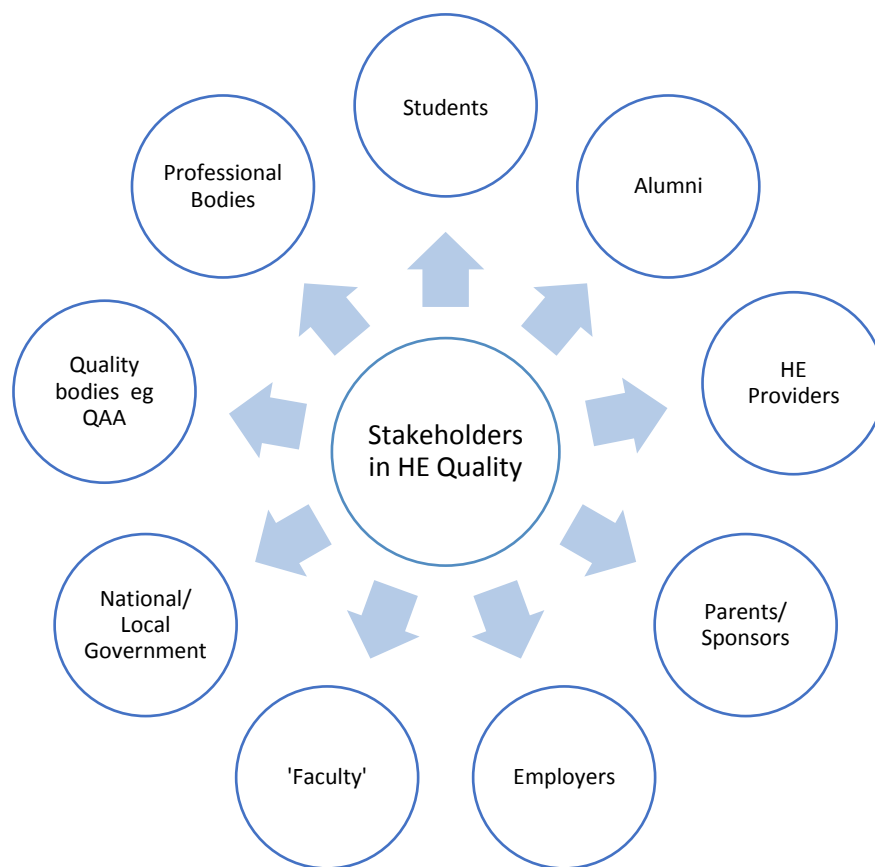 Students
Alumni
HE
Providers
Parents/
Sponsors
Employers
'Faculty'
National/
Local
Government
Quality
bodies eg
QAA
Professional
Bodies
Stakeholders
in HE Quality